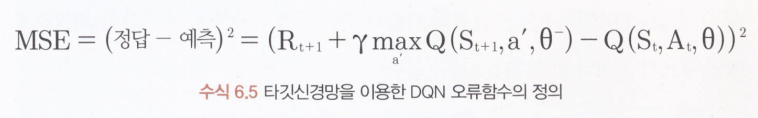 MSE = (정답 − 예측)² = (R_{t+1} + γ max_{a′} Q(S_{t+1}, a′, θ⁻) − Q(S_t, A_t, θ))²
수식 6.5 타깃신경망을 이용한 DQN 오류함수의 정의